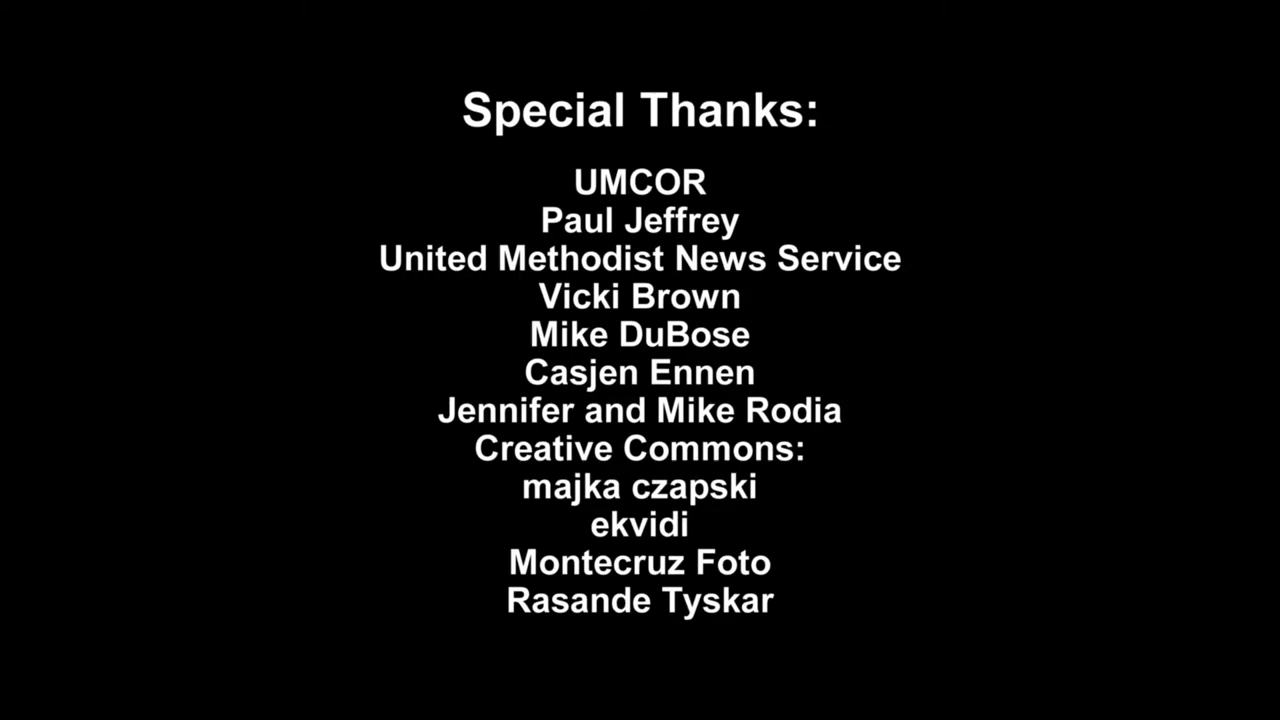 Special Thanks:
UMCOR
Paul Jeffrey
United Methodist News Service
Vicki Brown
Mike DuBose
Casjen Ennen
Jennifer and Mike Rodia
Creative Commons:
majka czapski
ekvidi
Montecruz Foto
Rasande Tyskar